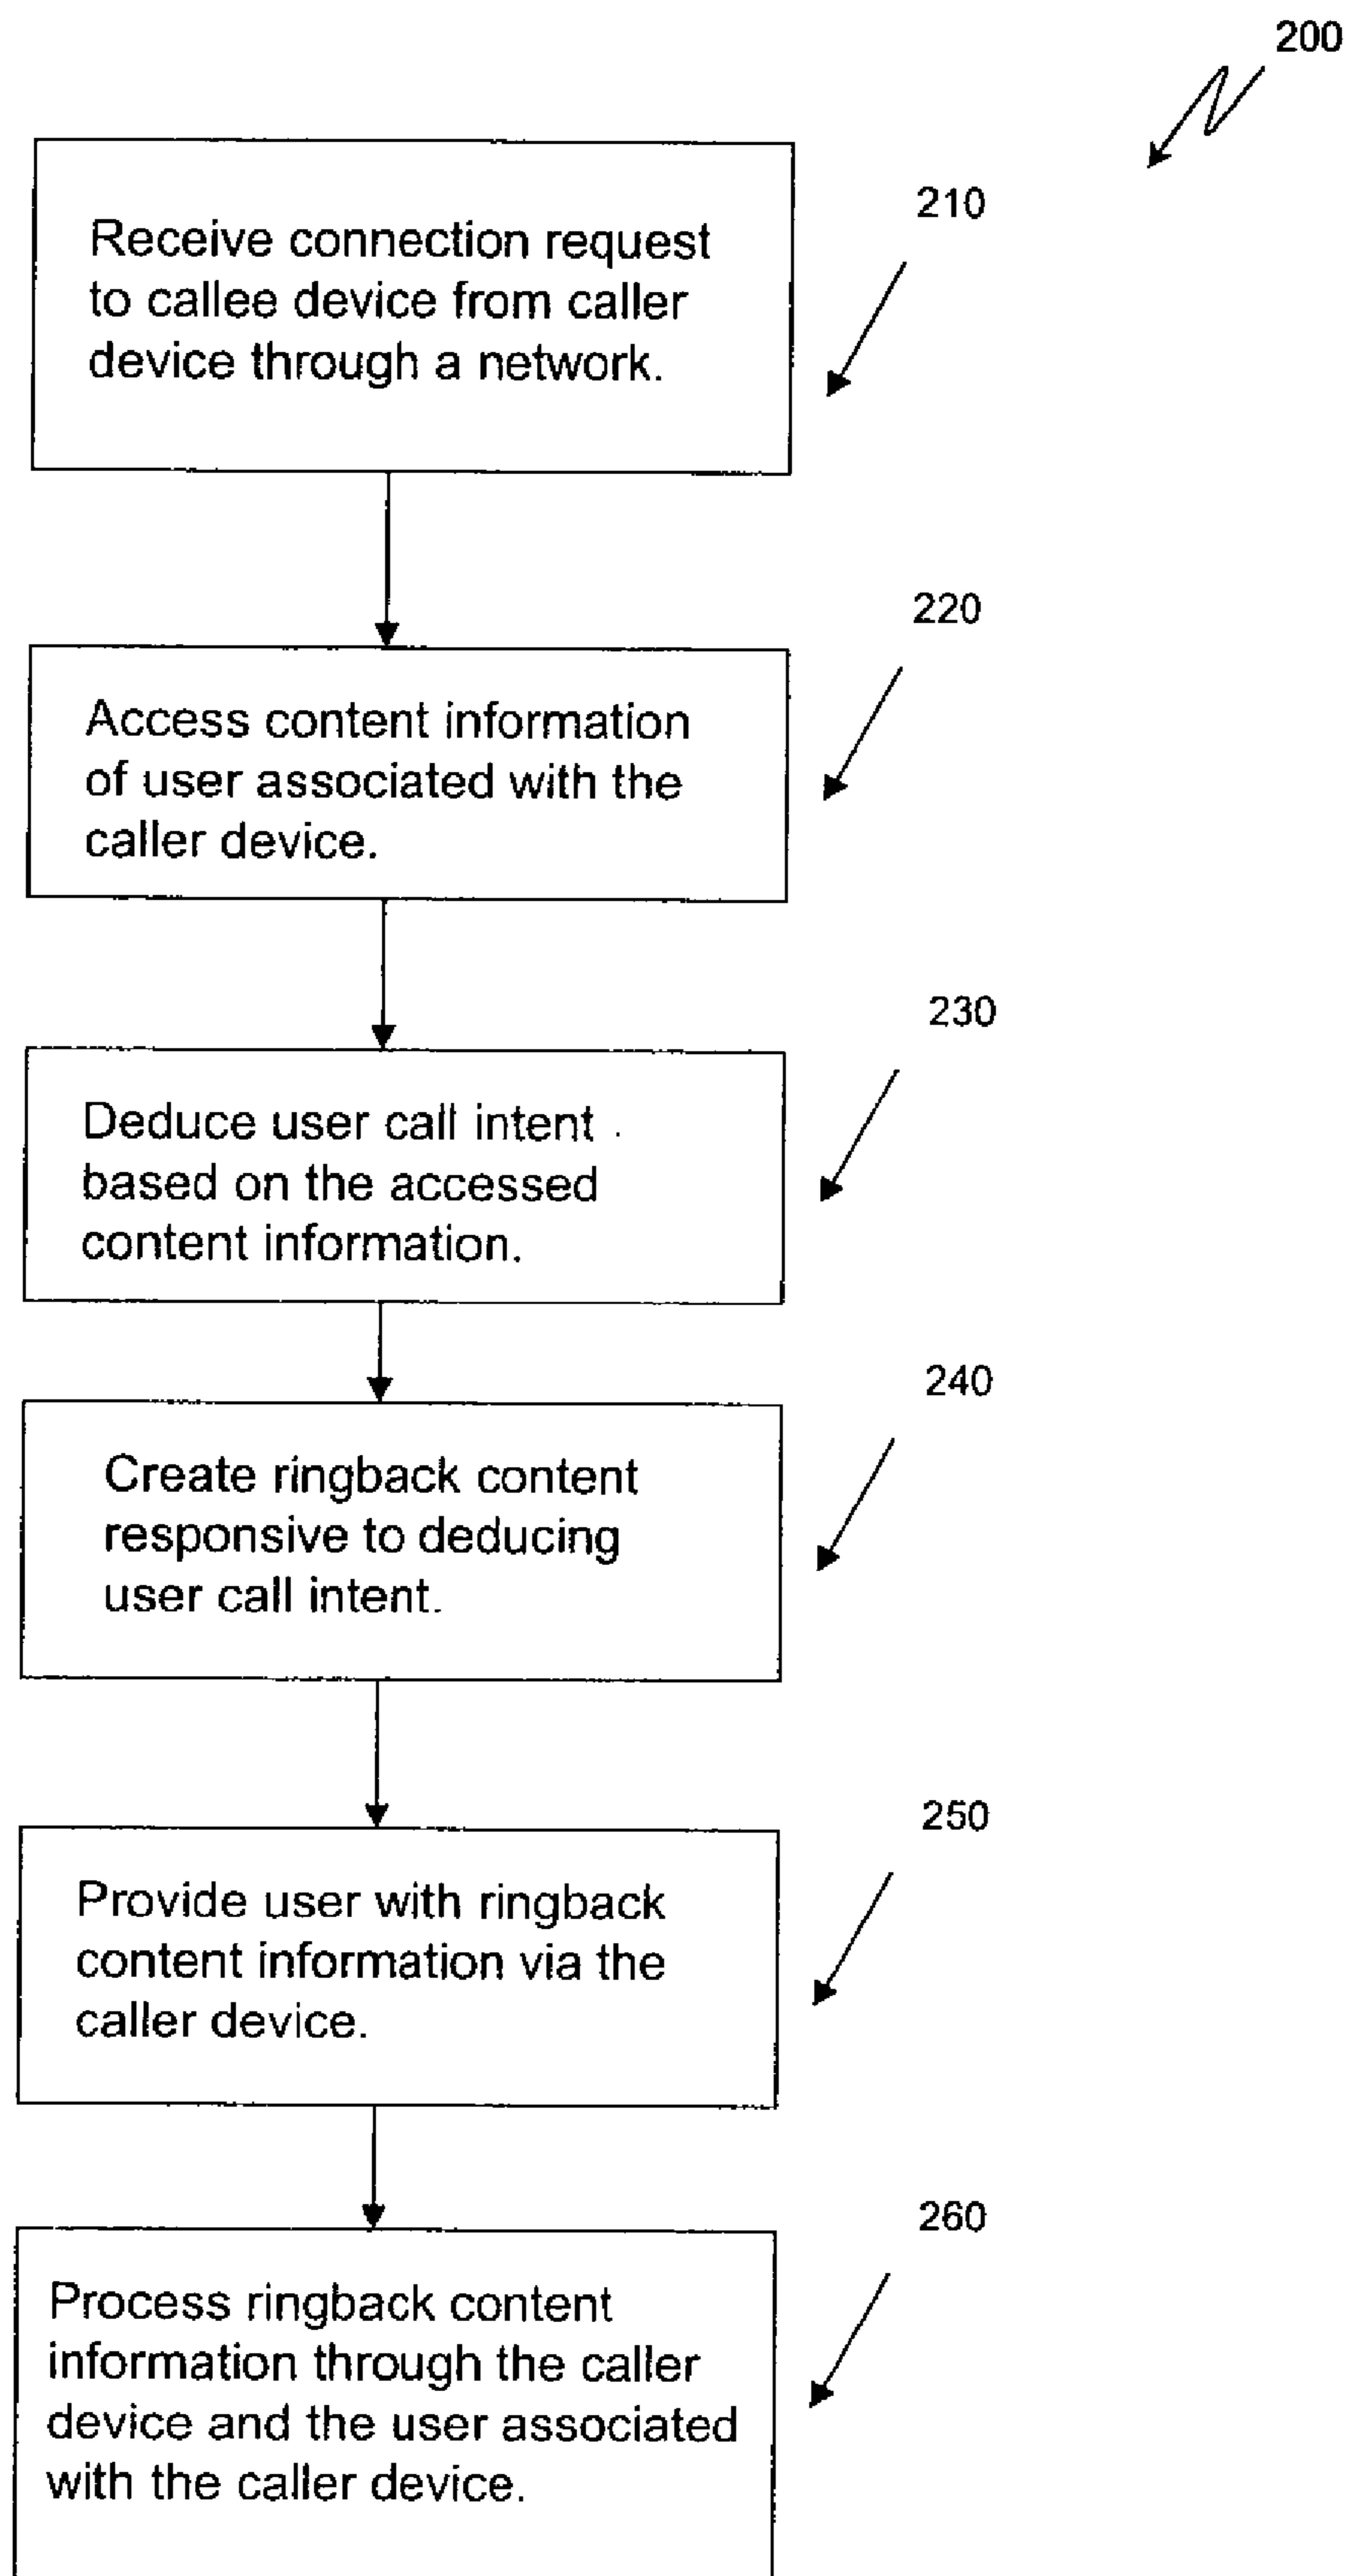 200
210
Receive connection request
to callee device from caller
device through a network.
220
Access content information
of user associated with the
caller device.
230
Deduce user call intent
based on the accessed
content information.
240
Create ringback content
responsive to deducing
user call intent.
250
Provide user with ringback
content information via the
caller device.
260
Process ringback content
information through the caller
device and the user associated
with the caller device.